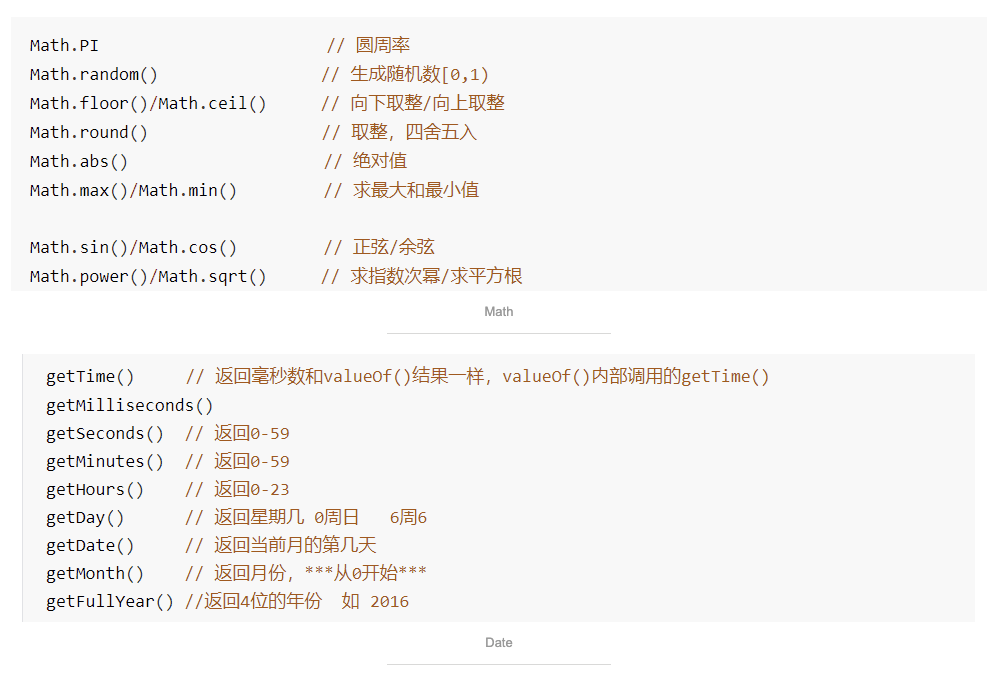 Math.PI // 圆周率
Math.random() // 生成随机数[0,1)
Math.floor()/Math.ceil() // 向下取整/向上取整
Math.round() // 取整，四舍五入
Math.abs() // 绝对值
Math.max()/Math.min() // 求最大和最小值
Math.sin()/Math.cos() // 正弦/余弦
Math.power()/Math.sqrt() // 求指数次幂/求平方根
Math
getTime() // 返回毫秒数和valueOf()结果一样，valueOf()内部调用的getTime()
getMilliseconds()
getSeconds() // 返回0-59
getMinutes() // 返回0-59
getHours() // 返回0-23
getDay() // 返回星期几 0周日 6周6
getDate() // 返回当前月的第几天
getMonth() // 返回月份，***从0开始***
getFullYear() //返回4位的年份 如 2016
Date